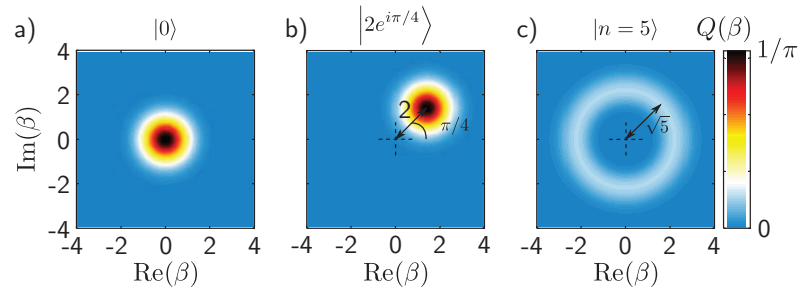 a) |0⟩ b) |2e^{iπ/4}⟩ c) |n = 5⟩ Q(β)
4 2 0 -2 -4
Im(β)
2 π/4
√5
1/π
0
-4 -2 0 2 4 -4 -2 0 2 4 -4 -2 0 2 4
Re(β) Re(β) Re(β)